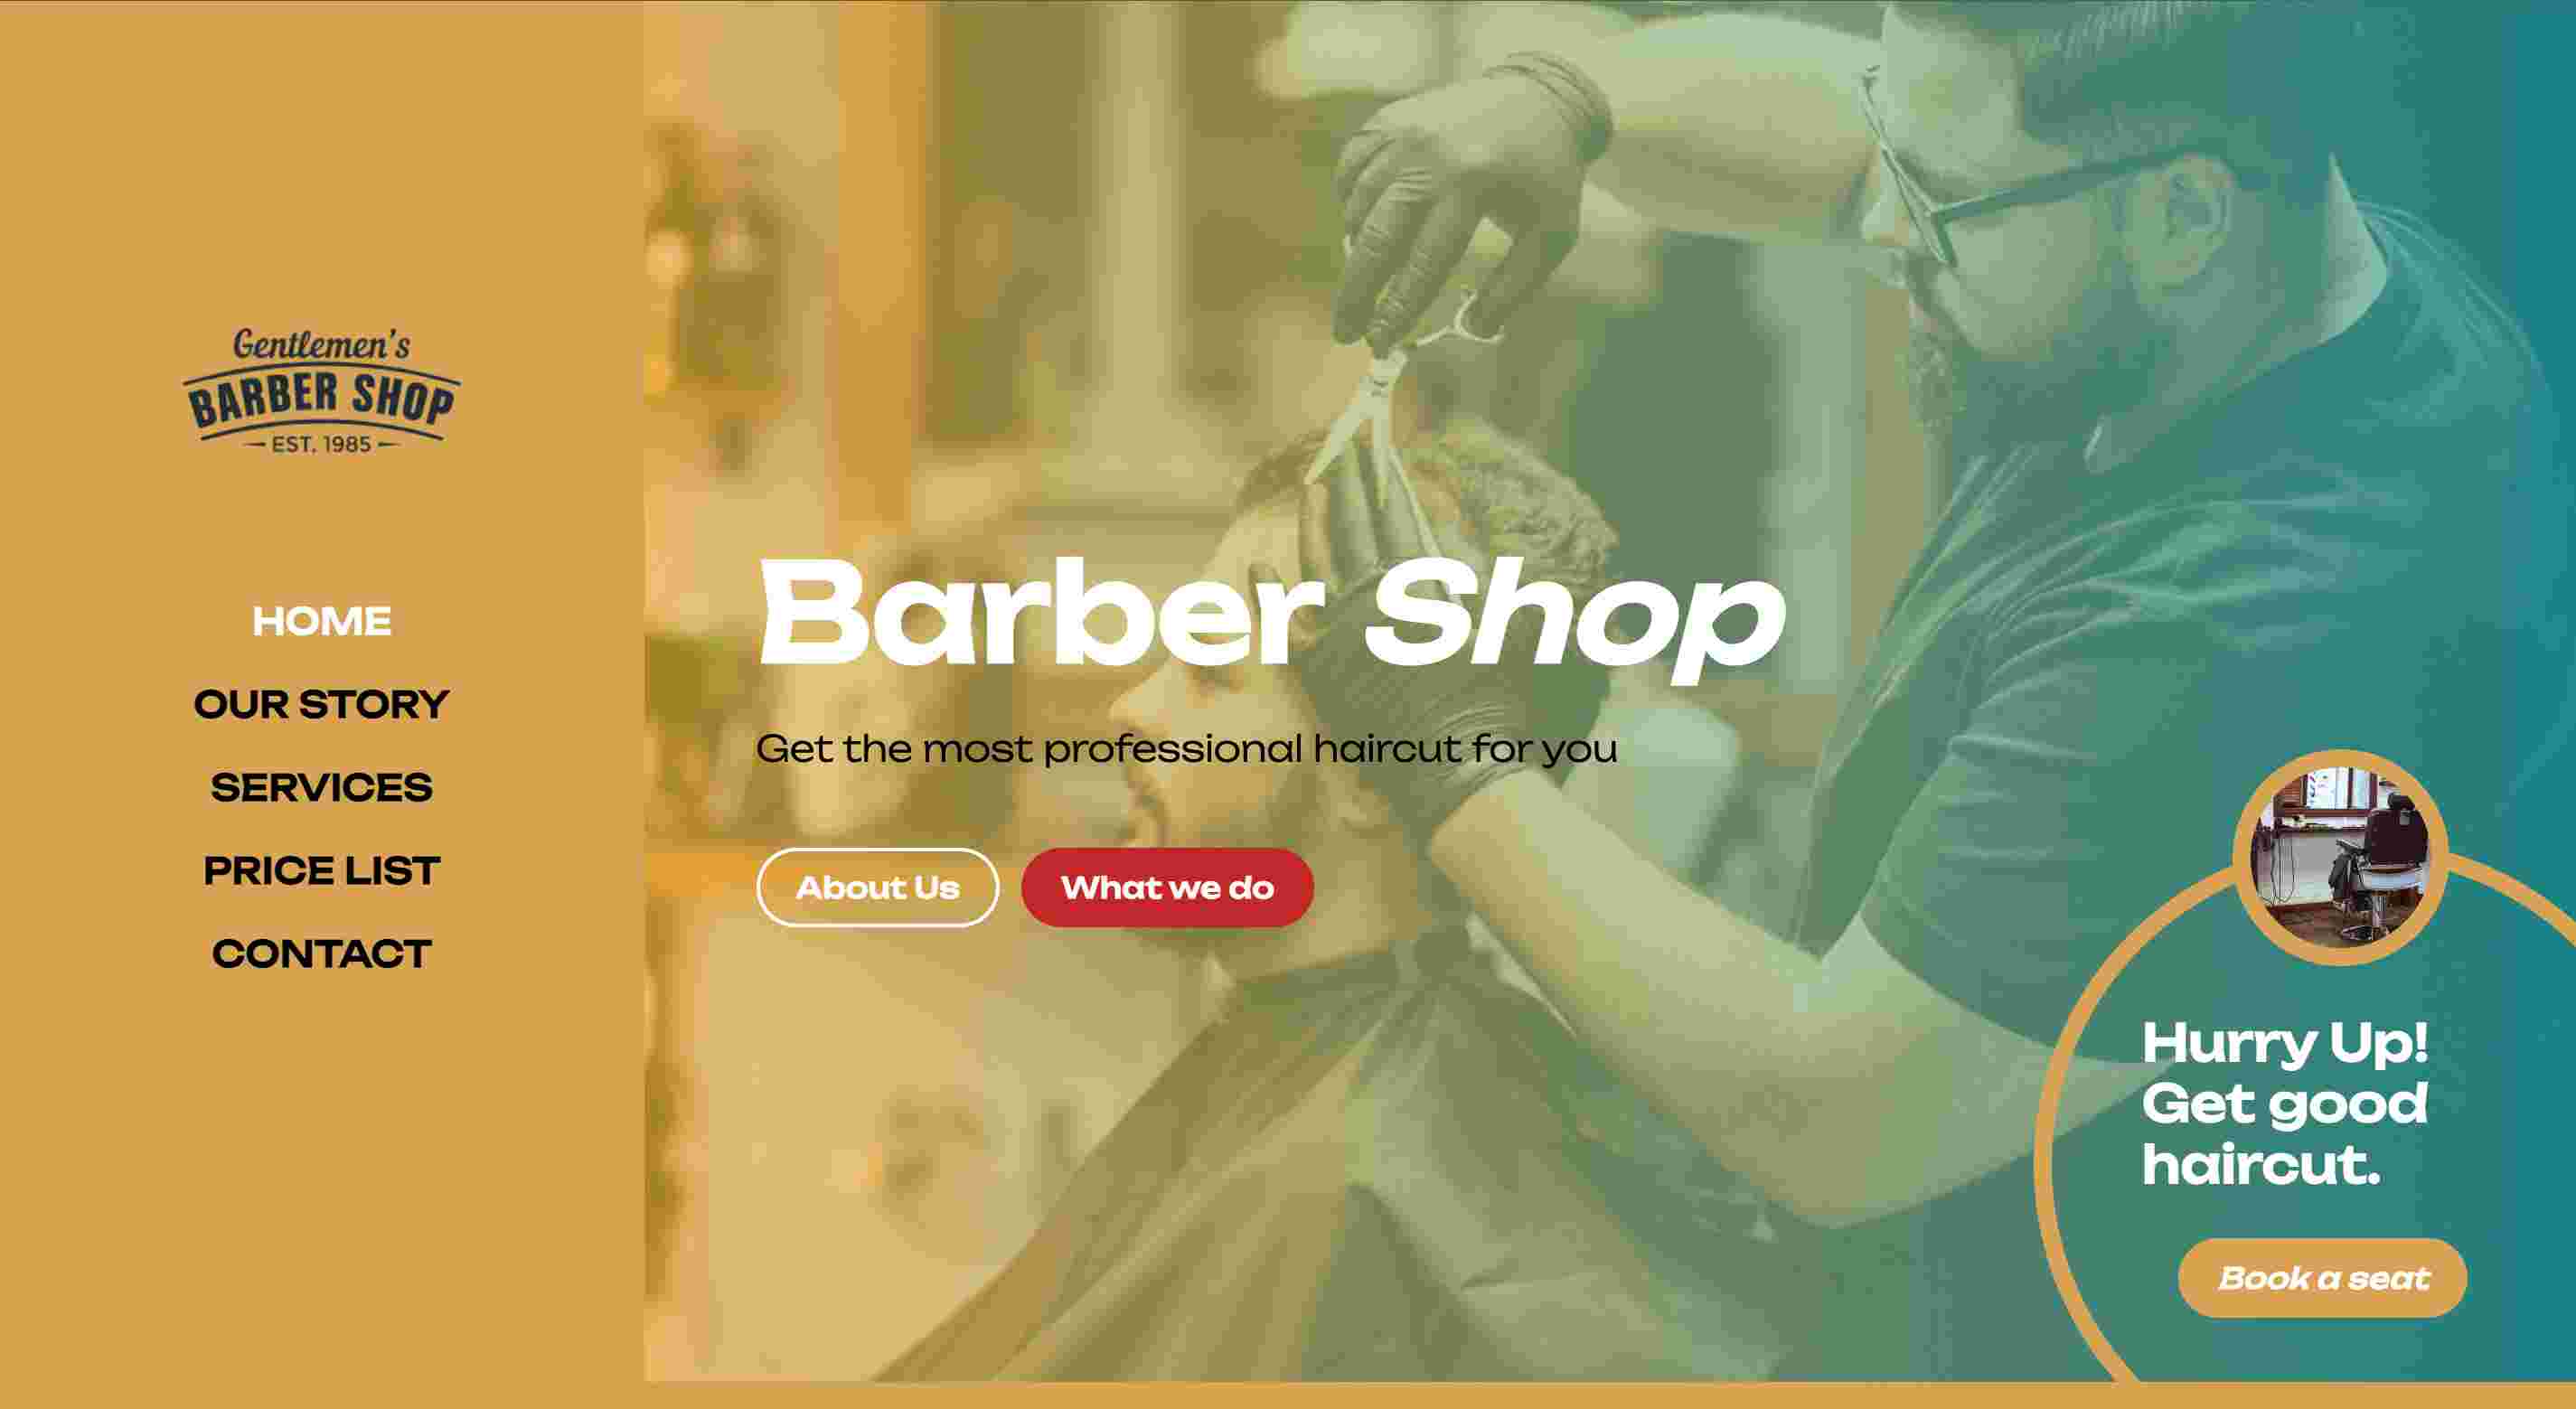 Gentlemen's
BARBER SHOP
EST. 1985
HOME
OUR STORY
SERVICES
PRICE LIST
CONTACT
Barber Shop
Get the most professional haircut for you
About Us
What we do
Hurry Up!
Get good
haircut.
Book a seat